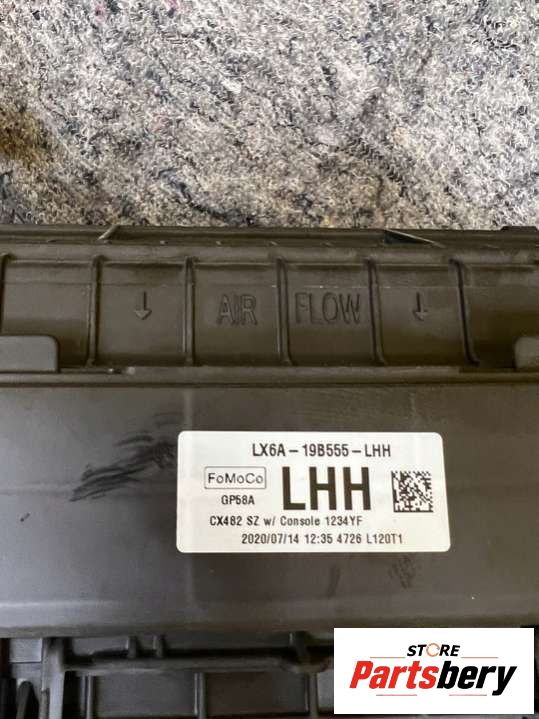 AIR FLOW
LX6A-19B555-LHH
FoMoCo
LHH
GP58A
CX482 SZ w/ Console 1234YF
2020/07/14 12:35 4726 L120T1
STORE
Partsbery